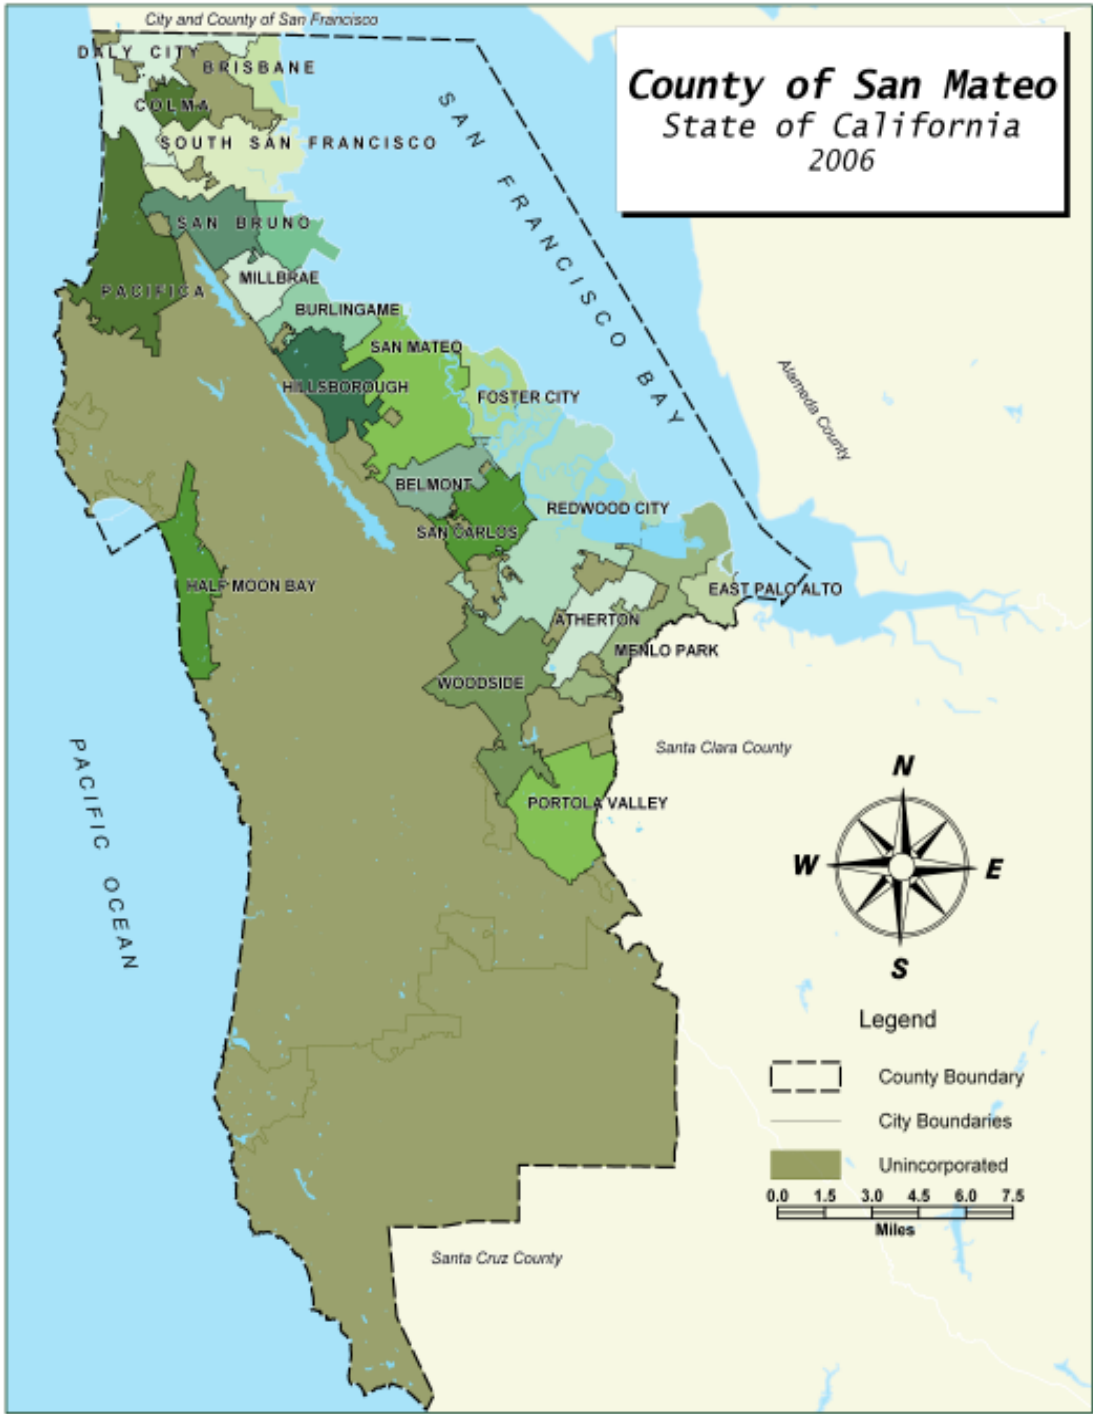 City and County of San Francisco
County of San Mateo
State of California
2006
DALY CITY
BRISBANE
COLMA
SOUTH SAN FRANCISCO
SAN FRANCISCO BAY
SAN BRUNO
MILLBRAE
PACIFICA
BURLINGAME
SAN MATEO
HILLSBOROUGH
FOSTER CITY
Alameda County
BELMONT
REDWOOD CITY
SAN CARLOS
HALF MOON BAY
EAST PALO ALTO
ATHERTON
MENLO PARK
WOODSIDE
Santa Clara County
PACIFIC OCEAN
PORTOLA VALLEY
N
W
E
S
Legend
County Boundary
City Boundaries
Unincorporated
0.0 1.5 3.0 4.5 6.0 7.5
Miles
Santa Cruz County